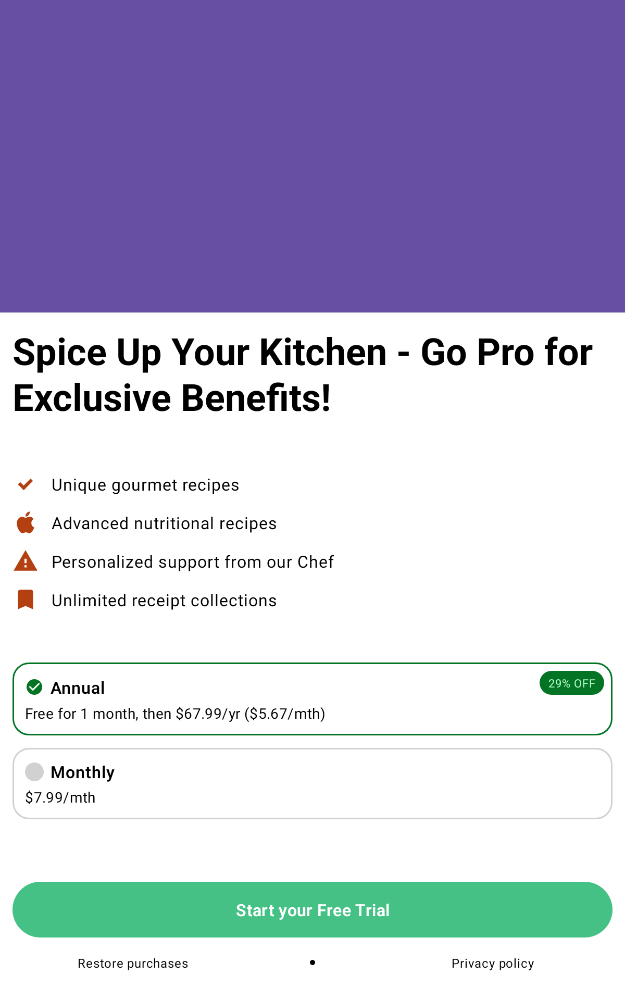 Spice Up Your Kitchen - Go Pro for
Exclusive Benefits!
Unique gourmet recipes
Advanced nutritional recipes
Personalized support from our Chef
Unlimited receipt collections
Annual
29% OFF
Free for 1 month, then $67.99/yr ($5.67/mth)
Monthly
$7.99/mth
Start your Free Trial
Restore purchases • Privacy policy